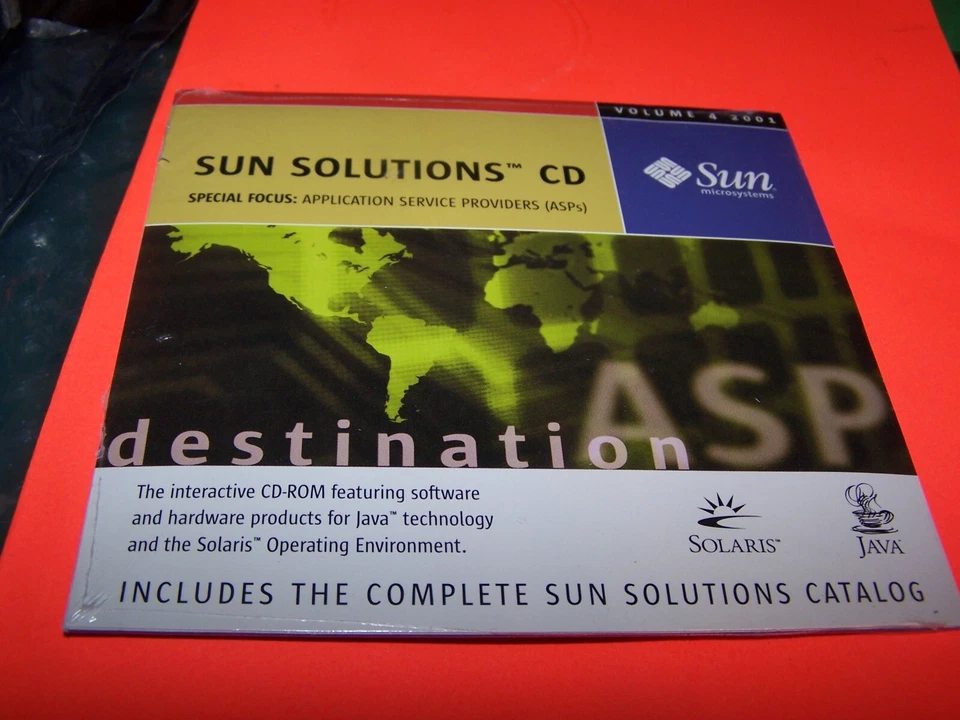 VOLUME 4 2001
SUN SOLUTIONS™ CD
Sun
microsystems
SPECIAL FOCUS: APPLICATION SERVICE PROVIDERS (ASPs)
ASP
destination
The interactive CD-ROM featuring software
and hardware products for Java™ technology
and the Solaris™ Operating Environment.
SOLARIS™
JAVA™
INCLUDES THE COMPLETE SUN SOLUTIONS CATALOG